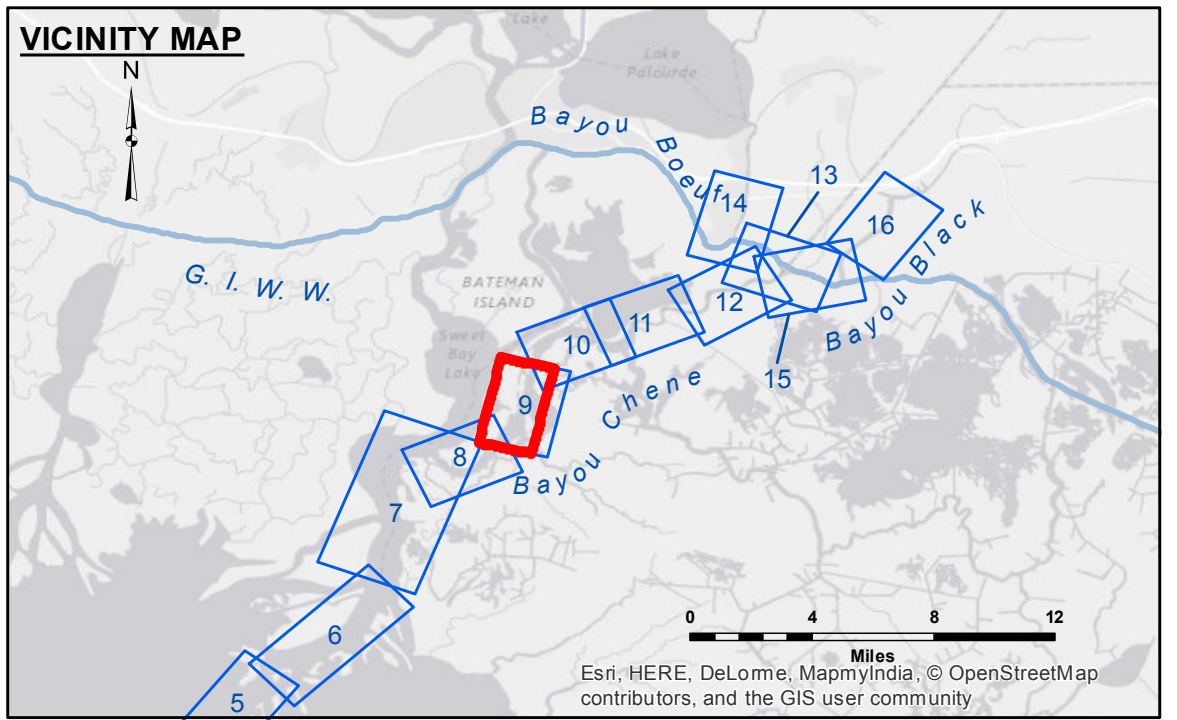 VICINITY MAP
N
Lake
Lake
Palourde
Bayou
Boeuf
13
14
16
G. I. W. W.
BATEMAN
ISLAND
12
Bayou Black
11
Sweet
Bay
Lake
10
15
9
Bayou Chene
8
7
6
5
0 4 8 12
Miles
Esri, HERE, DeLorme, MapmyIndia, © OpenStreetMap
contributors, and the GIS user community